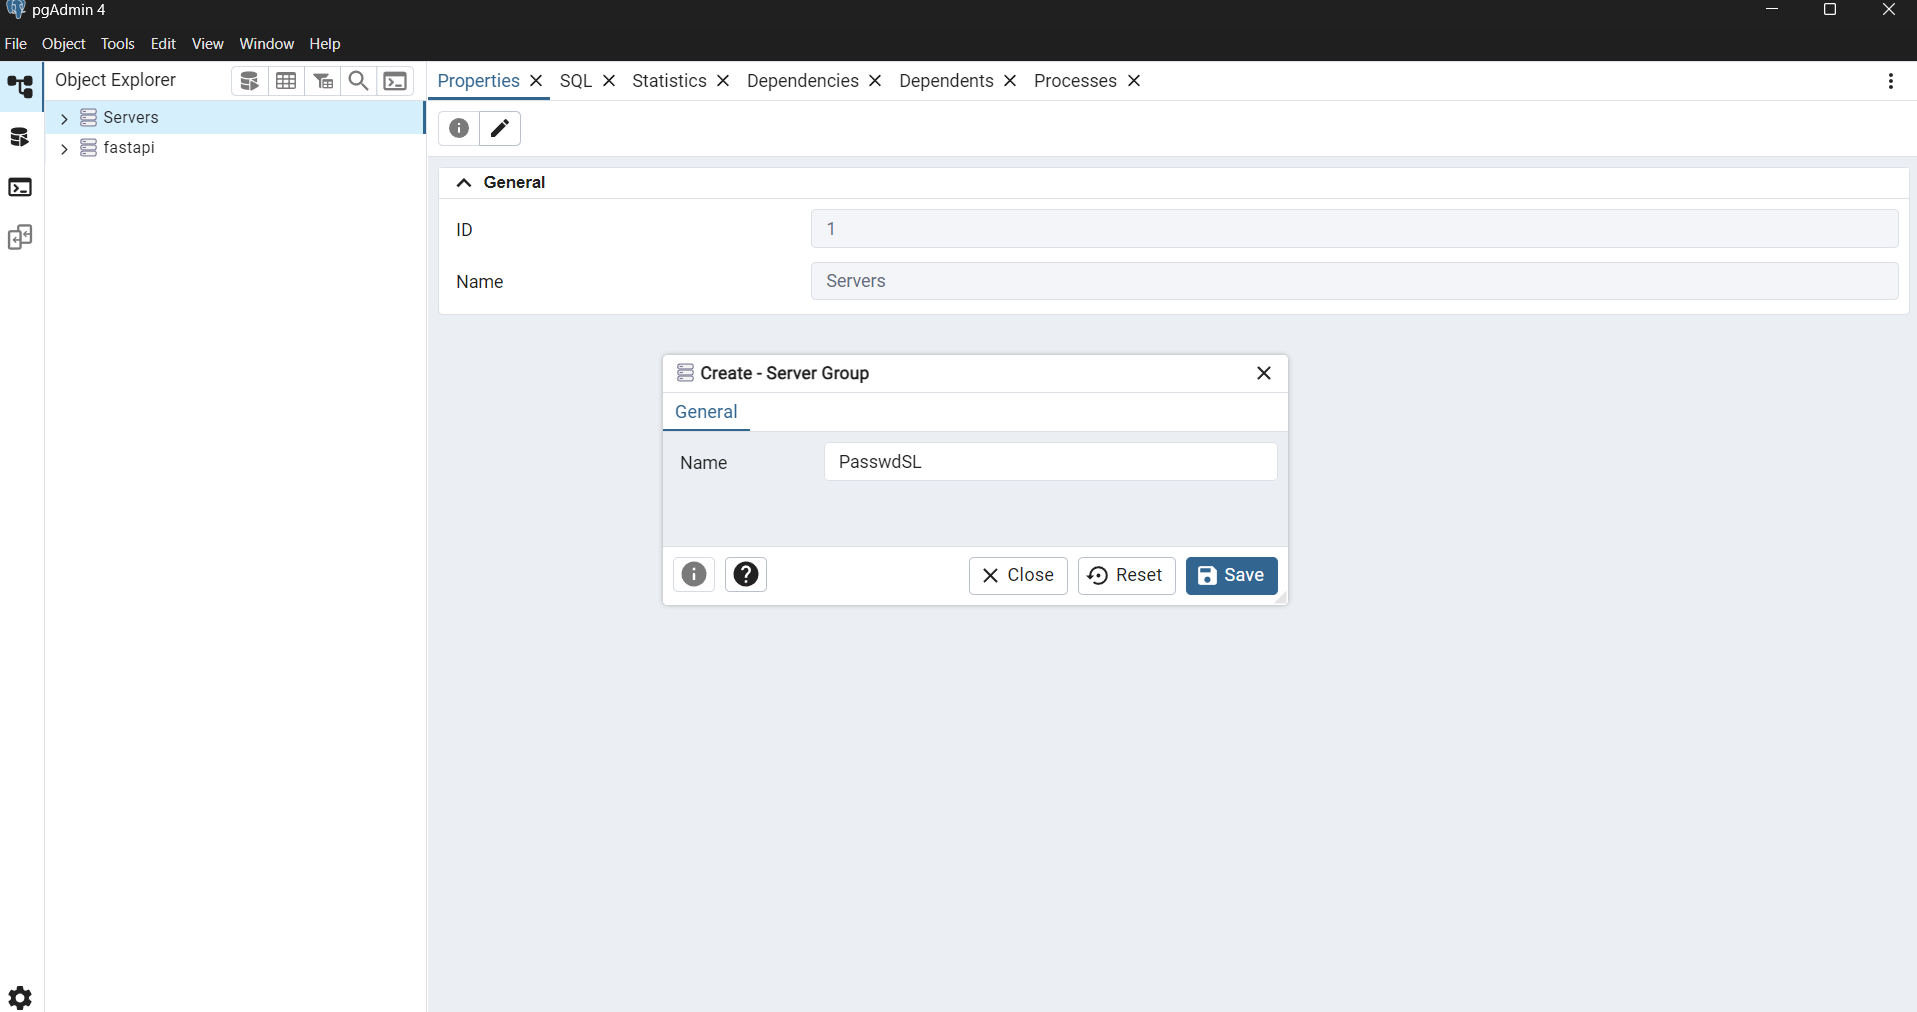 pgAdmin 4
File Object Tools Edit View Window Help
Object Explorer
Properties SQL Statistics Dependencies Dependents Processes
Servers
fastapi
General
ID 1
Name Servers
Create - Server Group
General
Name PasswdSL
Close Reset Save